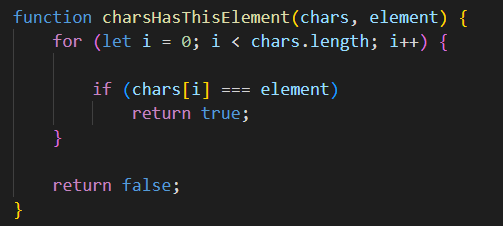 function charsHasThisElement(chars, element) {
    for (let i = 0; i < chars.length; i++) {

        if (chars[i] === element)
            return true;
    }

    return false;
}